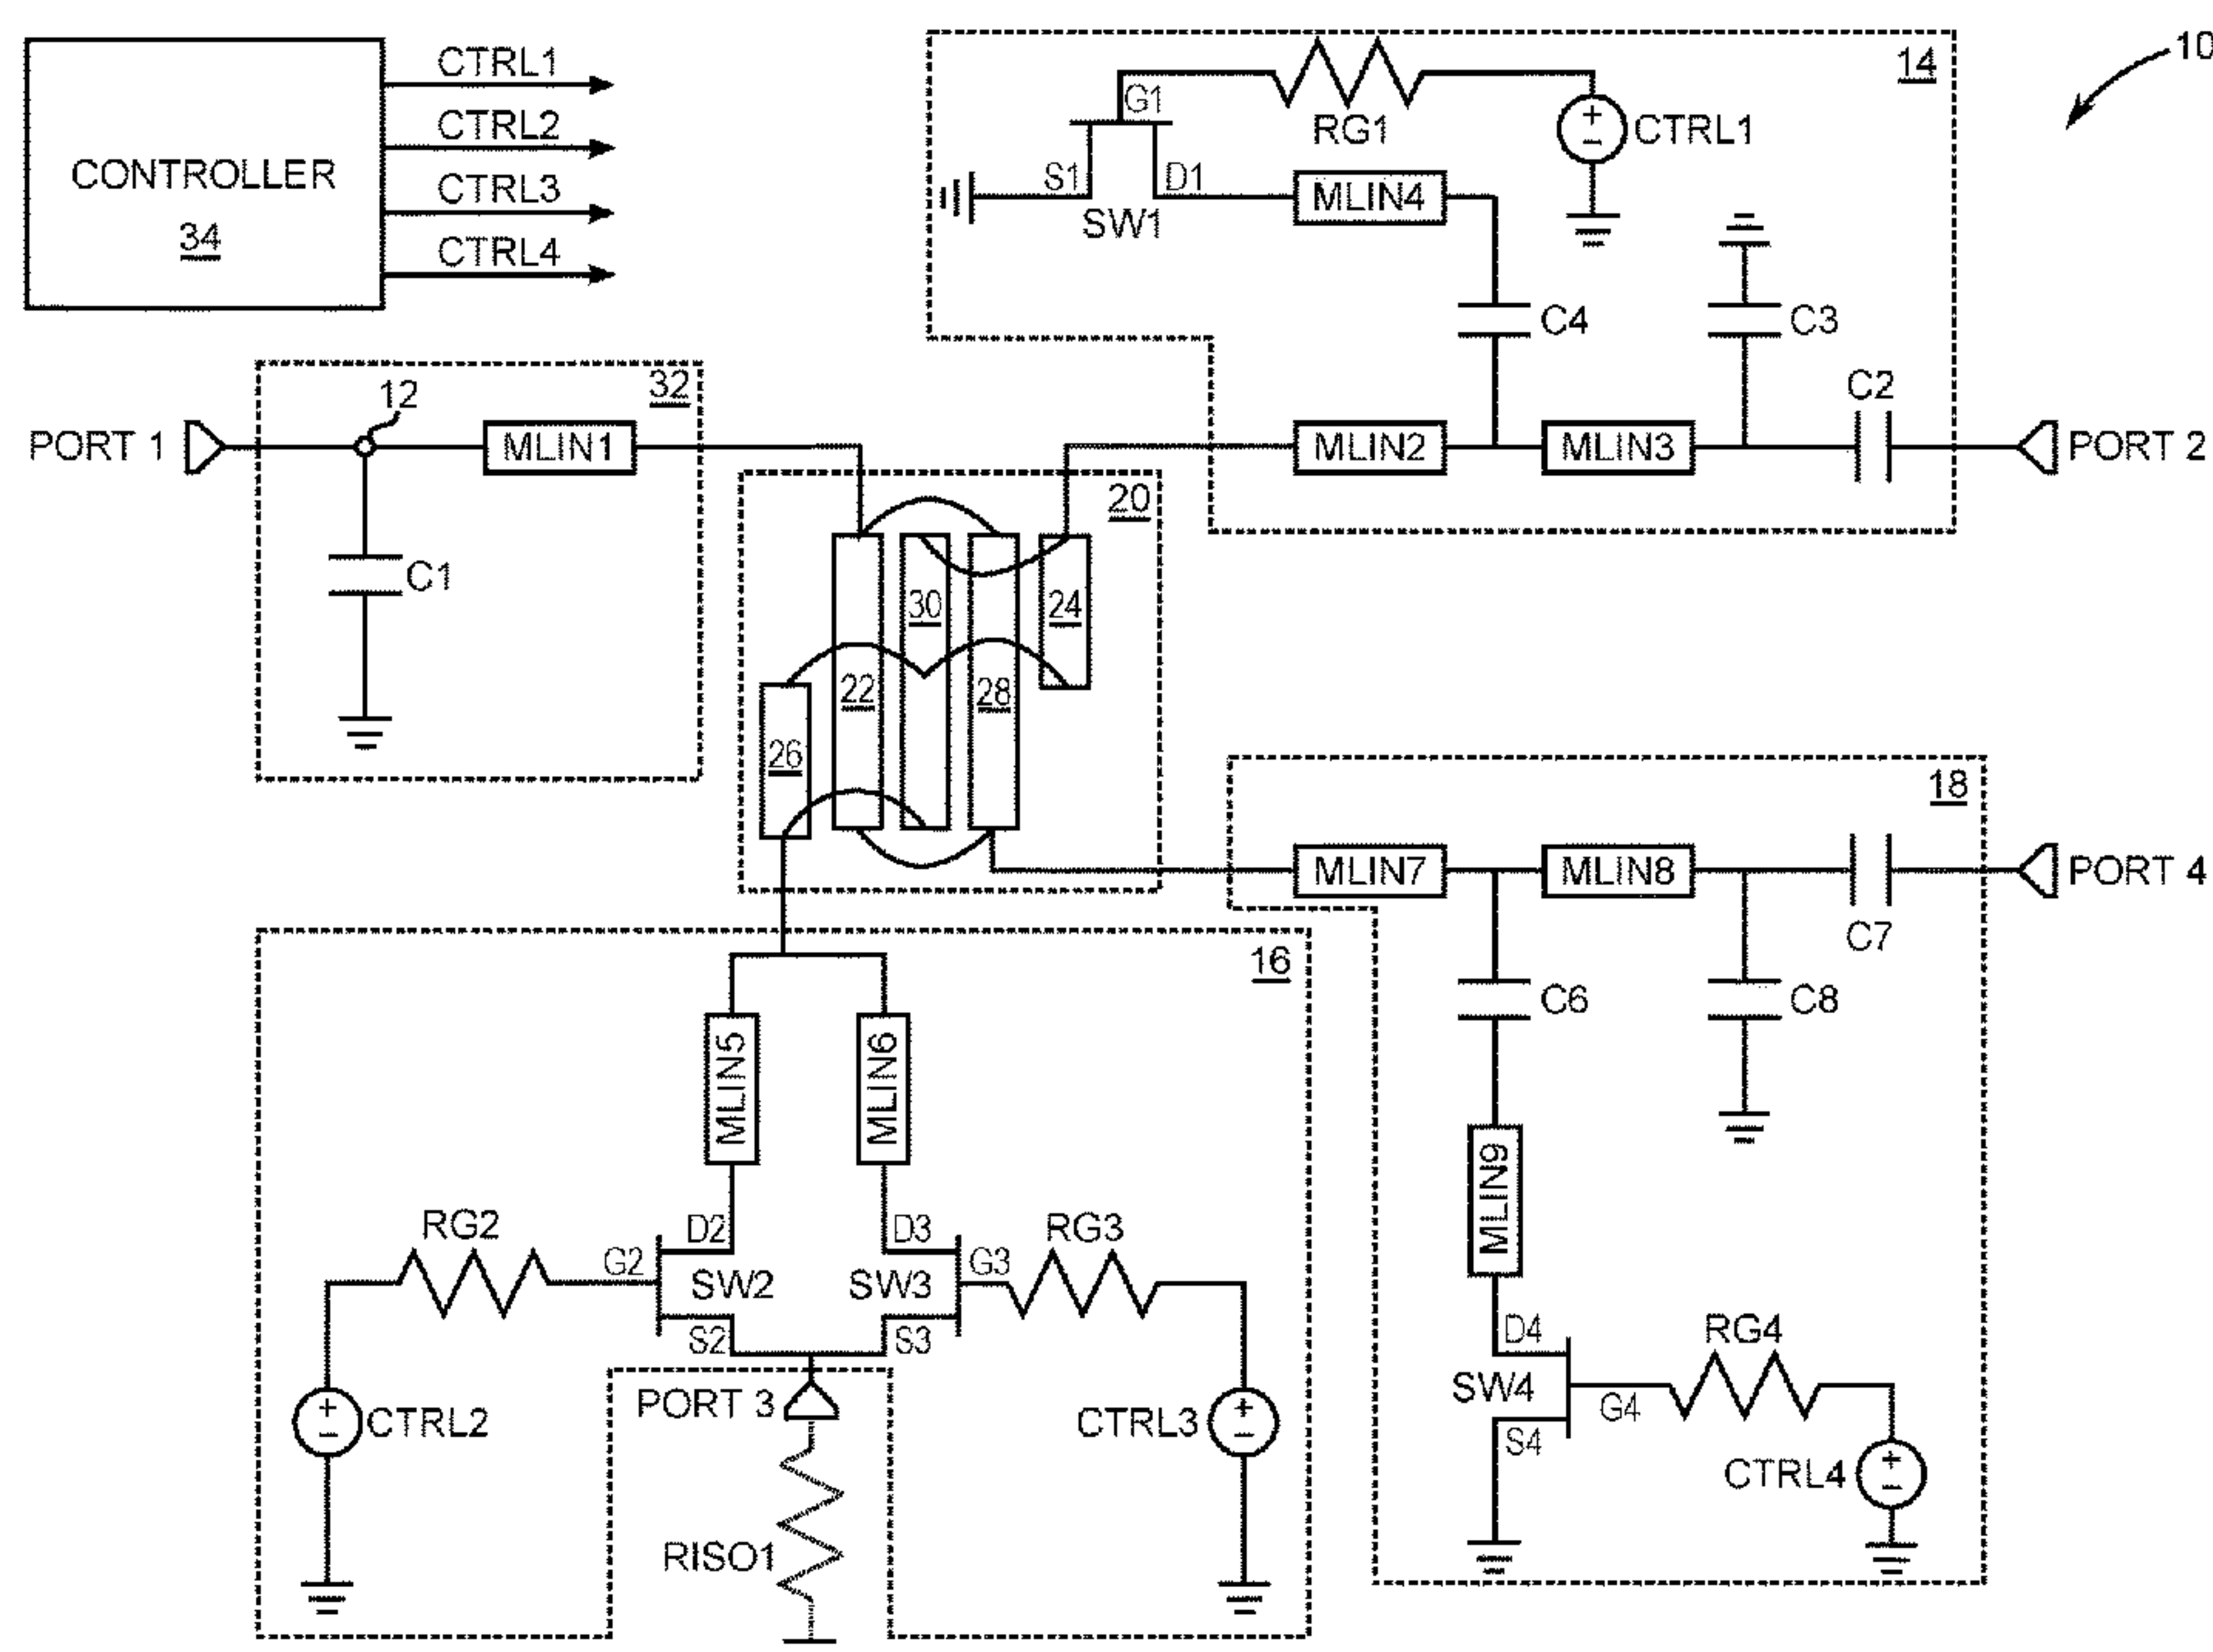 CONTROLLER
34
CTRL1
CTRL2
CTRL3
CTRL4
10
14
G1
RG1
+
−
CTRL1
S1
D1
SW1
MLIN4
C4
C3
C2
MLIN2
MLIN3
PORT 2
32
12
PORT 1
MLIN1
C1
20
30
24
22
28
26
18
MLIN7
MLIN8
PORT 4
C7
C6
C8
MLIN9
D4
SW4
S4
G4
RG4
CTRL4
+
−
16
MLIN5
MLIN6
RG2
G2
D2
SW2
S2
D3
SW3
S3
G3
RG3
+
−
CTRL2
PORT 3
RISO1
CTRL3
+
−